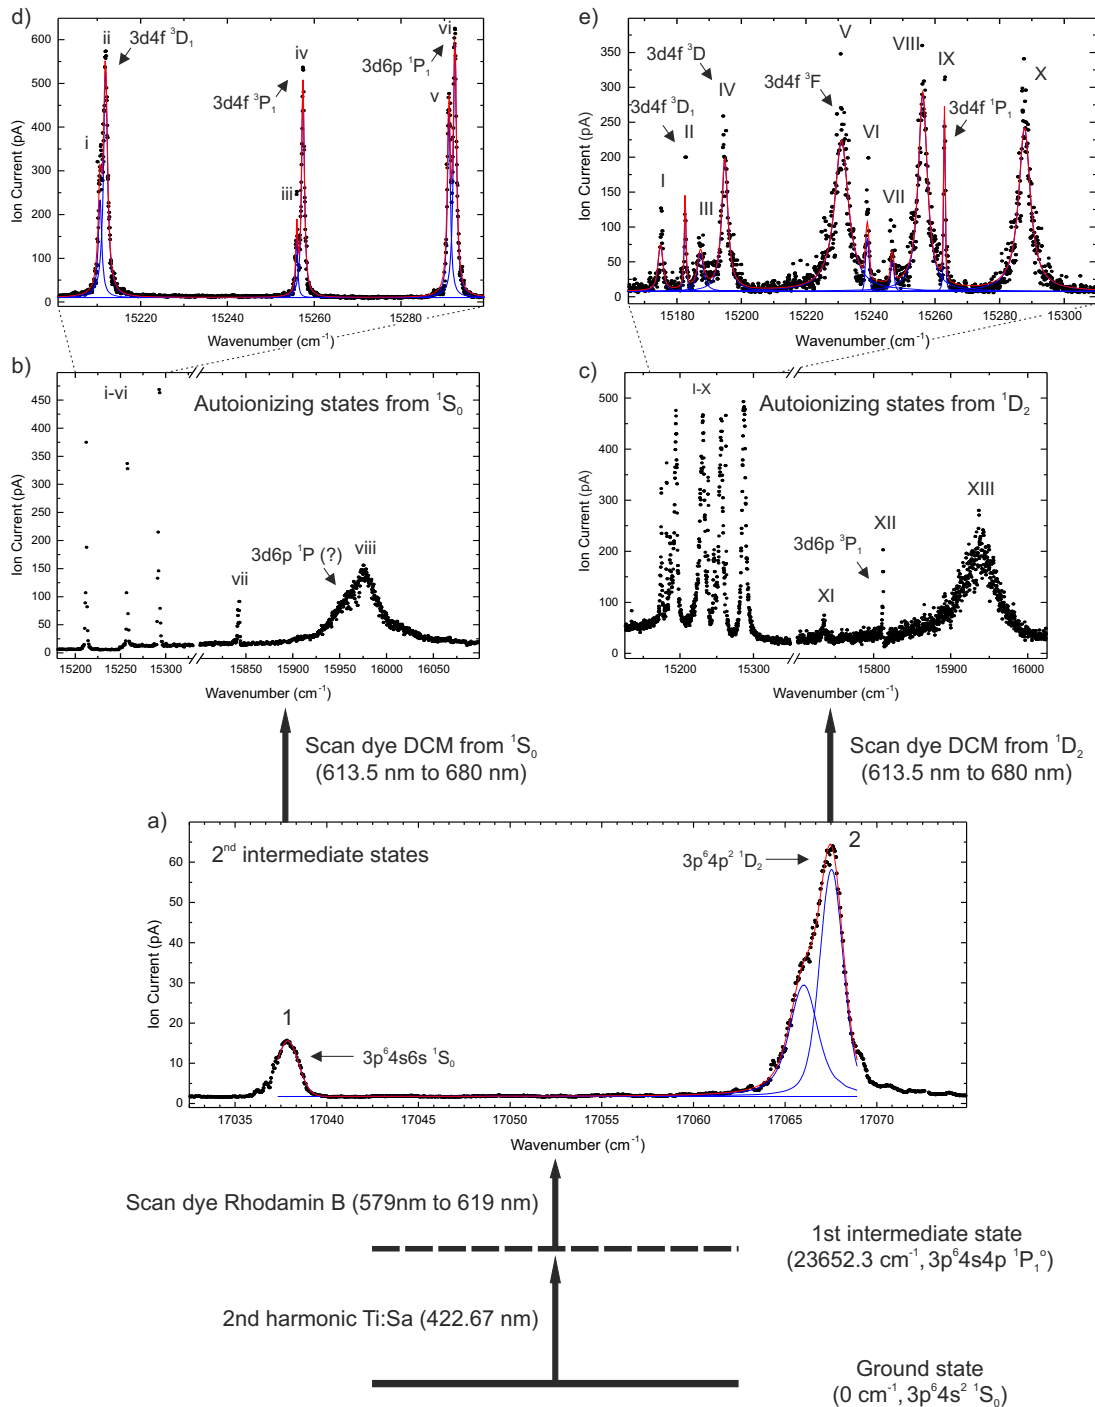 d)
ii
3d4f ³D₁
iv
vi
3d6p ¹P₁
3d4f ³P₁
v
i
iii
600
500
400
300
200
100
0
Ion Current (pA)
15220
15240
15260
15280
Wavenumber (cm⁻¹)
e)
V
VIII
IX
X
3d4f ³D
IV
3d4f ³F
3d4f ³D₁
II
VI
3d4f ¹P₁
I
III
VII
350
300
250
200
150
100
50
0
Ion Current (pA)
15180
15200
15220
15240
15260
15280
15300
Wavenumber (cm⁻¹)
b)
i-vi
Autoionizing states from ¹S₀
3d6p ¹P (?)
viii
vii
450
400
350
300
250
200
150
100
50
0
Ion Current (pA)
15200
15250
15300
15850
15900
15950
16000
16050
Wavenumber (cm⁻¹)
c)
I-X
Autoionizing states from ¹D₂
XIII
XII
3d6p ³P₁
XI
500
400
300
200
100
0
Ion Current (pA)
15200
15300
15800
15900
16000
Wavenumber (cm⁻¹)
Scan dye DCM from ¹S₀
(613.5 nm to 680 nm)
Scan dye DCM from ¹D₂
(613.5 nm to 680 nm)
a)
2ⁿᵈ intermediate states
3p⁶4p² ¹D₂
2
1
3p⁶4s6s ¹S₀
60
50
40
30
20
10
0
Ion Current (pA)
17035
17040
17045
17050
17055
17060
17065
17070
Wavenumber (cm⁻¹)
Scan dye Rhodamin B (579nm to 619 nm)
1st intermediate state
(23652.3 cm⁻¹, 3p⁶4s4p ¹P₁°)
2nd harmonic Ti:Sa (422.67 nm)
Ground state
(0 cm⁻¹, 3p⁶4s² ¹S₀)